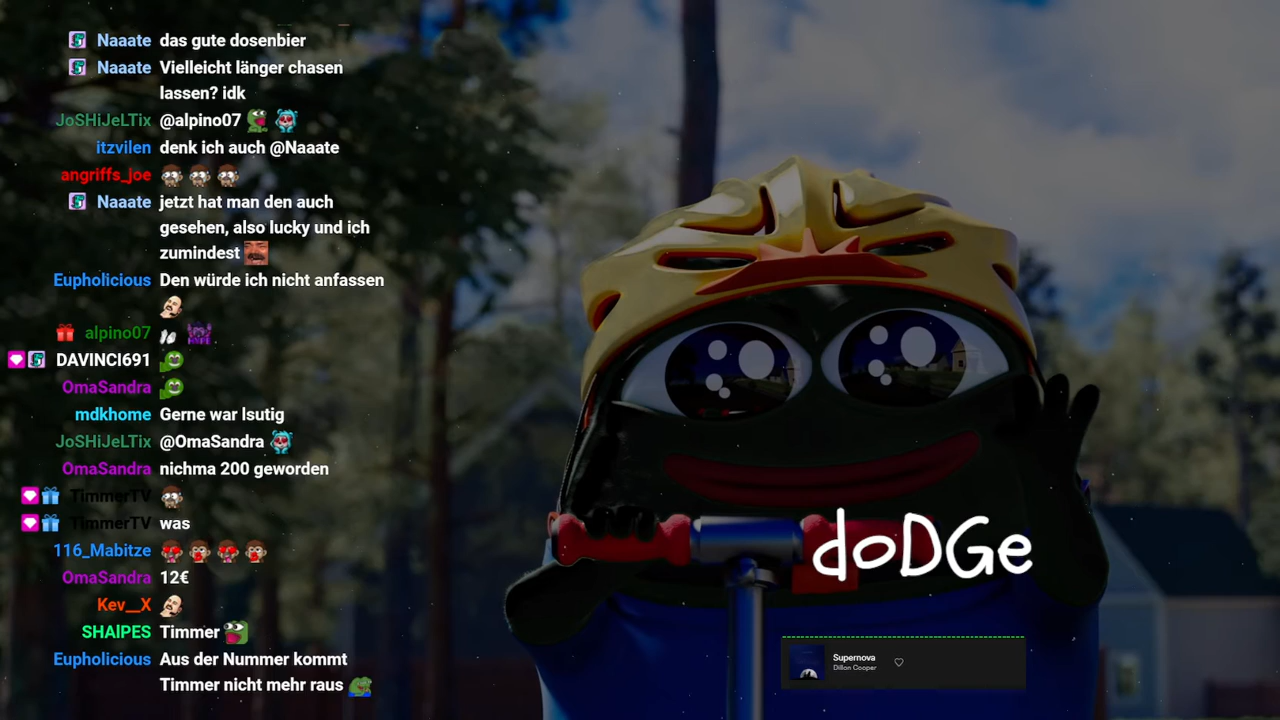 Naaate das gute dosenbier
Naaate Vielleicht länger chasen
lassen? idk
JoSHiJeLTix @alpino07
itzvilen denk ich auch @Naaate
angriffs_joe
Naaate jetzt hat man den auch
gesehen, also lucky und ich
zumindest
Eupholicious Den würde ich nicht anfassen
alpino07
DAVINCI691
OmaSandra
mdkhome Gerne war lsutig
JoSHiJeLTix @OmaSandra
OmaSandra nichma 200 geworden
TimmerTV
TimmerTV was
116_Mabitze
OmaSandra 12€
Kev__X
SHAIPES Timmer
Eupholicious Aus der Nummer kommt
Timmer nicht mehr raus
doDGe
Supernova
Dillon Cooper